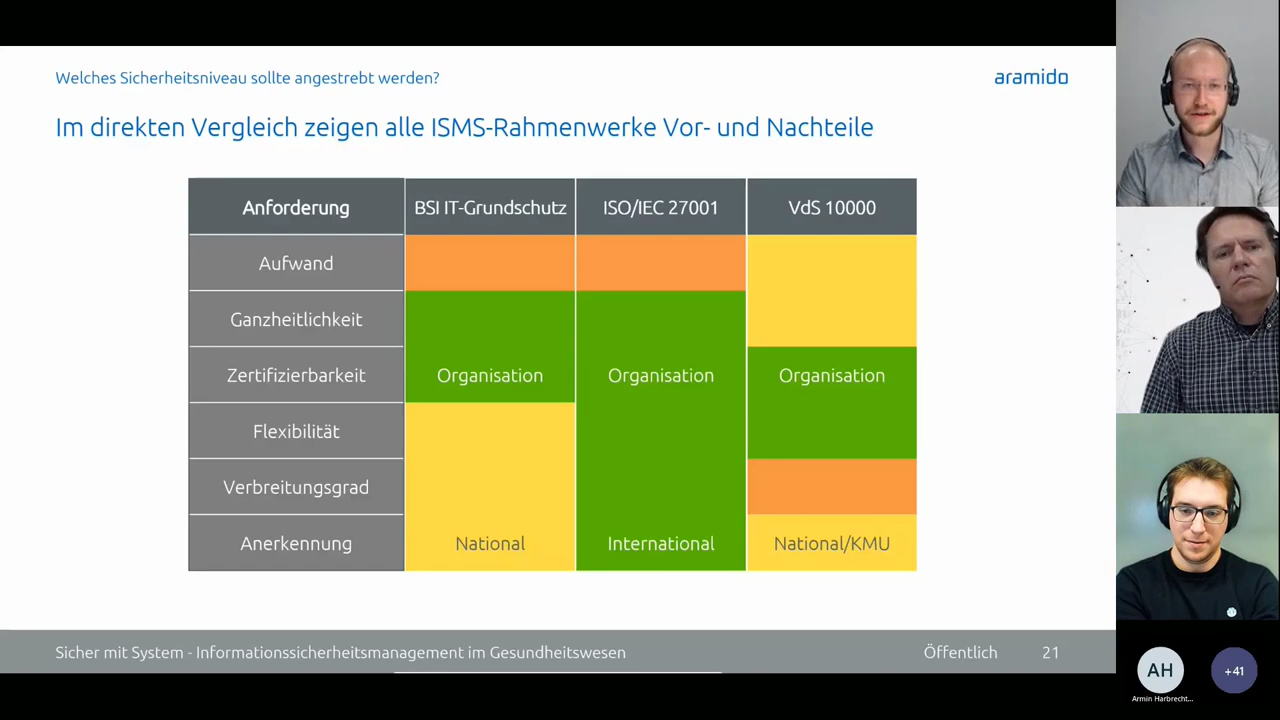 Welches Sicherheitsniveau sollte angestrebt werden?
aramido
Im direkten Vergleich zeigen alle ISMS-Rahmenwerke Vor- und Nachteile
Anforderung BSI IT-Grundschutz ISO/IEC 27001 VdS 10000
Aufwand
Ganzheitlichkeit
Zertifizierbarkeit Organisation Organisation Organisation
Flexibilität
Verbreitungsgrad
Anerkennung National International National/KMU
Sicher mit System - Informationssicherheitsmanagement im Gesundheitswesen Öffentlich 21
AH
+41
Armin Harbrecht...